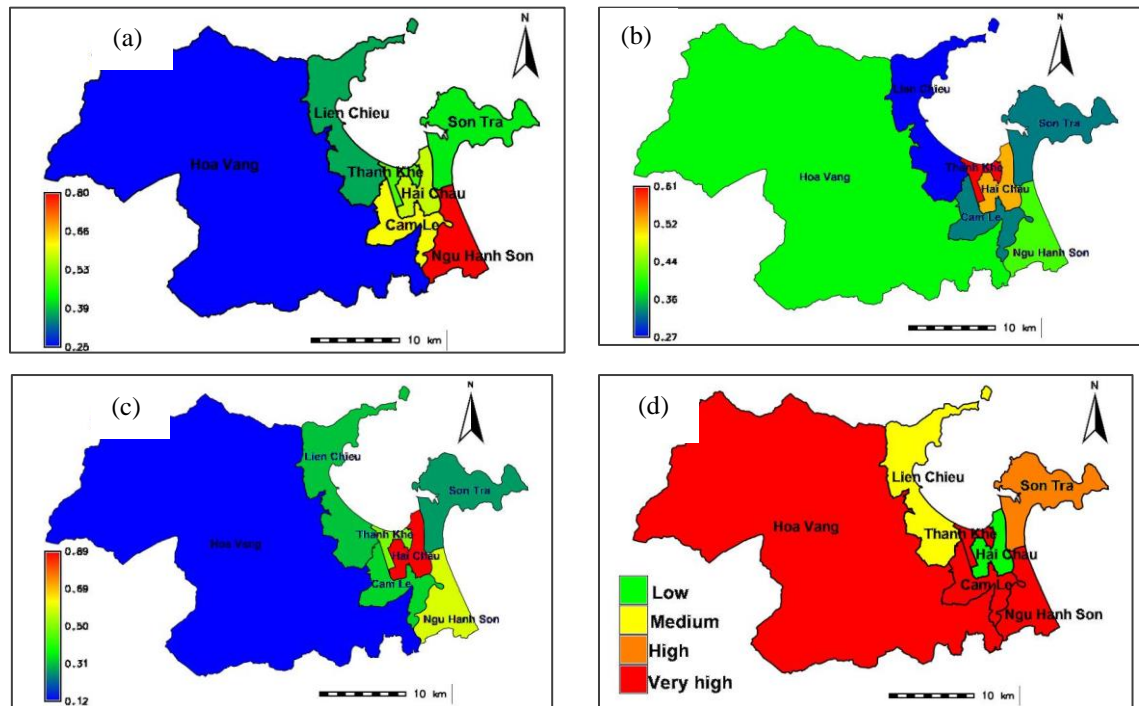 (a)
N
Lien Chieu
Son Tra
Hoa Vang
Thanh Khe
Hai Chau
Cam Le
Ngu Hanh Son
0.80
0.66
0.53
0.39
0.25
10 km
(b)
N
Lien Chieu
Son Tra
Hoa Vang
Thanh Khe
Hai Chau
Cam Le
Ngu Hanh Son
0.61
0.52
0.44
0.36
0.27
10 km
(c)
N
Lien Chieu
Son Tra
Hoa Vang
Thanh Khe
Hai Chau
Cam Le
Ngu Hanh Son
0.89
0.69
0.50
0.31
0.12
10 km
(d)
N
Lien Chieu
Son Tra
Hoa Vang
Thanh Khe
Hai Chau
Cam Le
Ngu Hanh Son
Low
Medium
High
Very high
10 km